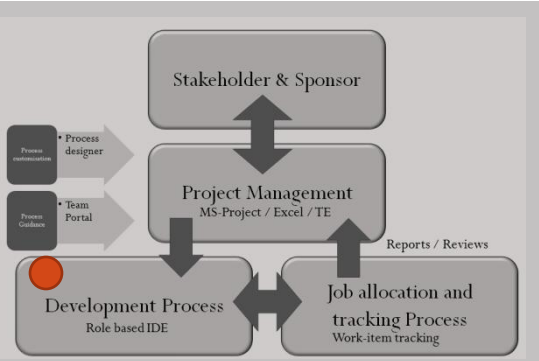 Stakeholder & Sponsor
Process
customization
• Process
designer
Project Management
MS-Project / Excel / TE
Process
Guidance
• Team
Portal
Reports / Reviews
Development Process
Role based IDE
Job allocation and
tracking Process
Work-item tracking